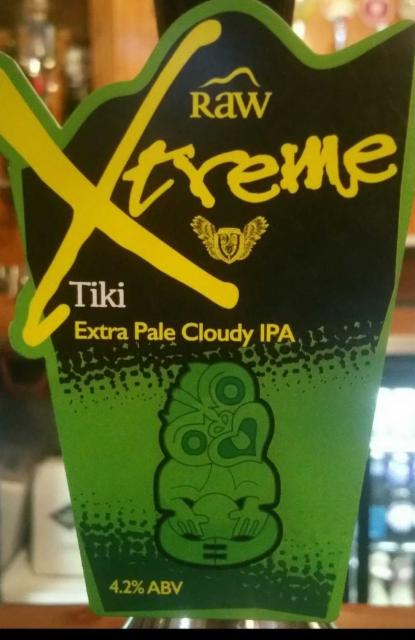 RAW
Xtreme
Tiki
Extra Pale Cloudy IPA
4.2% ABV